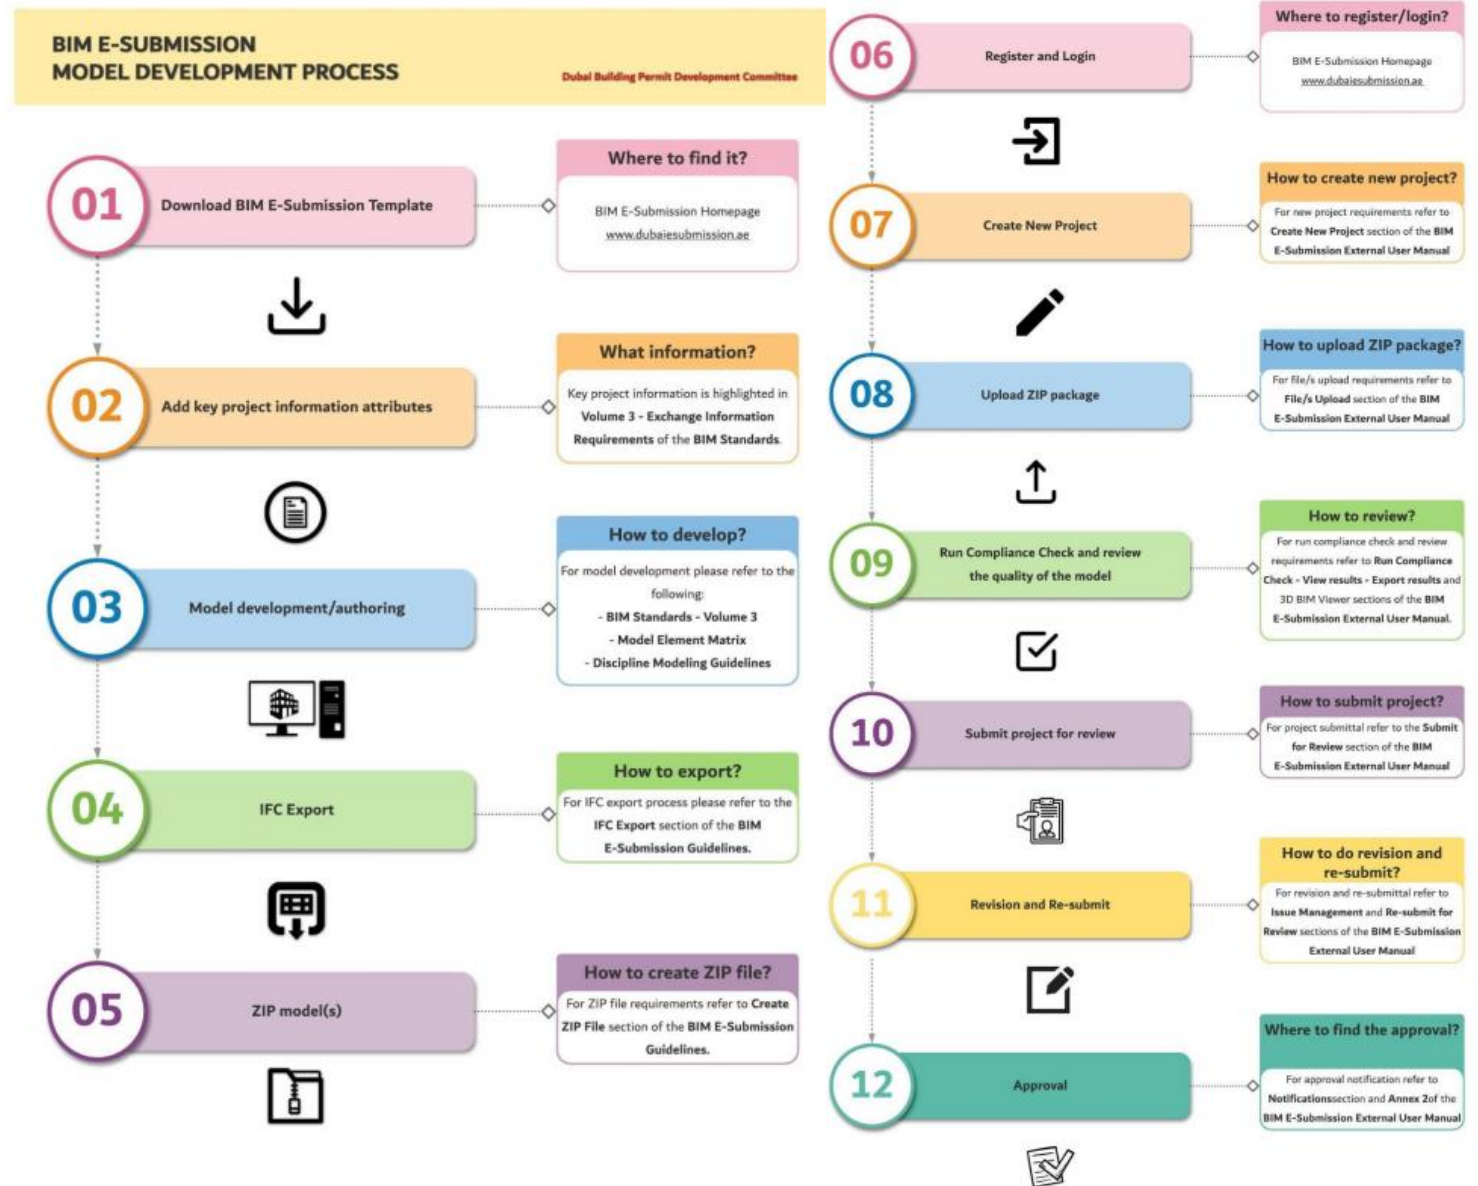 BIM E-SUBMISSION
MODEL DEVELOPMENT PROCESS
Dubai Building Permit Development Committee
01
Download BIM E-Submission Template
Where to find it?
BIM E-Submission Homepage
www.dubaiesubmission.ae
02
Add key project information attributes
What information?
Key project information is highlighted in
Volume 3 - Exchange Information
Requirements of the BIM Standards.
03
Model development/authoring
How to develop?
For model development please refer to the
following:
- BIM Standards - Volume 3
- Model Element Matrix
- Discipline Modeling Guidelines
04
IFC Export
How to export?
For IFC export process please refer to the
IFC Export section of the BIM
E-Submission Guidelines.
05
ZIP model(s)
How to create ZIP file?
For ZIP file requirements refer to Create
ZIP File section of the BIM E-Submission
Guidelines.
06
Register and Login
Where to register/login?
BIM E-Submission Homepage
www.dubaiesubmission.ae
07
Create New Project
How to create new project?
For new project requirements refer to
Create New Project section of the BIM
E-Submission External User Manual
08
Upload ZIP package
How to upload ZIP package?
For file/s upload requirements refer to
File/s Upload section of the BIM
E-Submission External User Manual
09
Run Compliance Check and review
the quality of the model
How to review?
For run compliance check and review
requirements refer to Run Compliance
Check - View results - Export results and
3D BIM Viewer sections of the BIM
E-Submission External User Manual.
10
Submit project for review
How to submit project?
For project submittal refer to the Submit
for Review section of the BIM
E-Submission External User Manual
11
Revision and Re-submit
How to do revision and
re-submit?
For revision and re-submittal refer to
Issue Management and Re-submit for
Review sections of the BIM E-Submission
External User Manual
12
Approval
Where to find the approval?
For approval notification refer to
Notificationssection and Annex 2of the
BIM E-Submission External User Manual